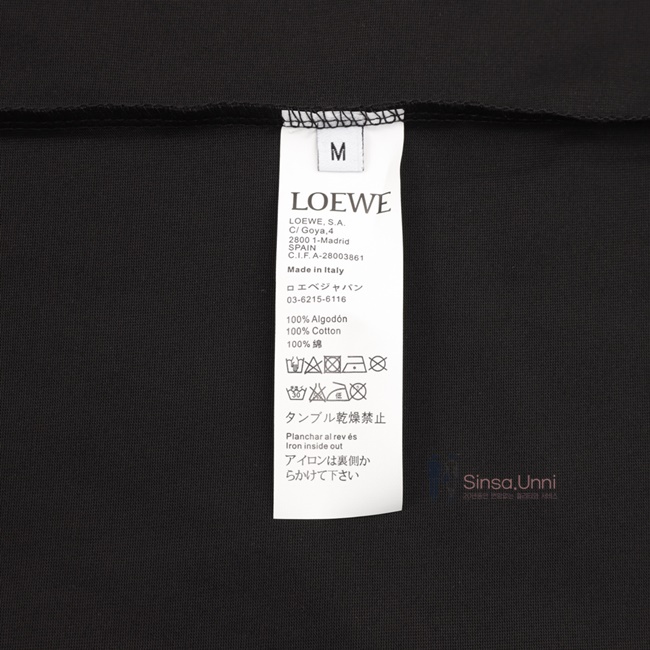 M
LOEWE
LOEWE, S.A.
C/ Goya,4
2800 1-Madrid
SPAIN
C.I.F. A-28003861
Made in Italy
ロエベジャパン
03-6215-6116
100% Algodón
100% Cotton
100% 綿
タンブル乾燥禁止
Planchar al rev és
Iron inside out
アイロンは裏側か
らかけて下さい
Sinsa.Unni